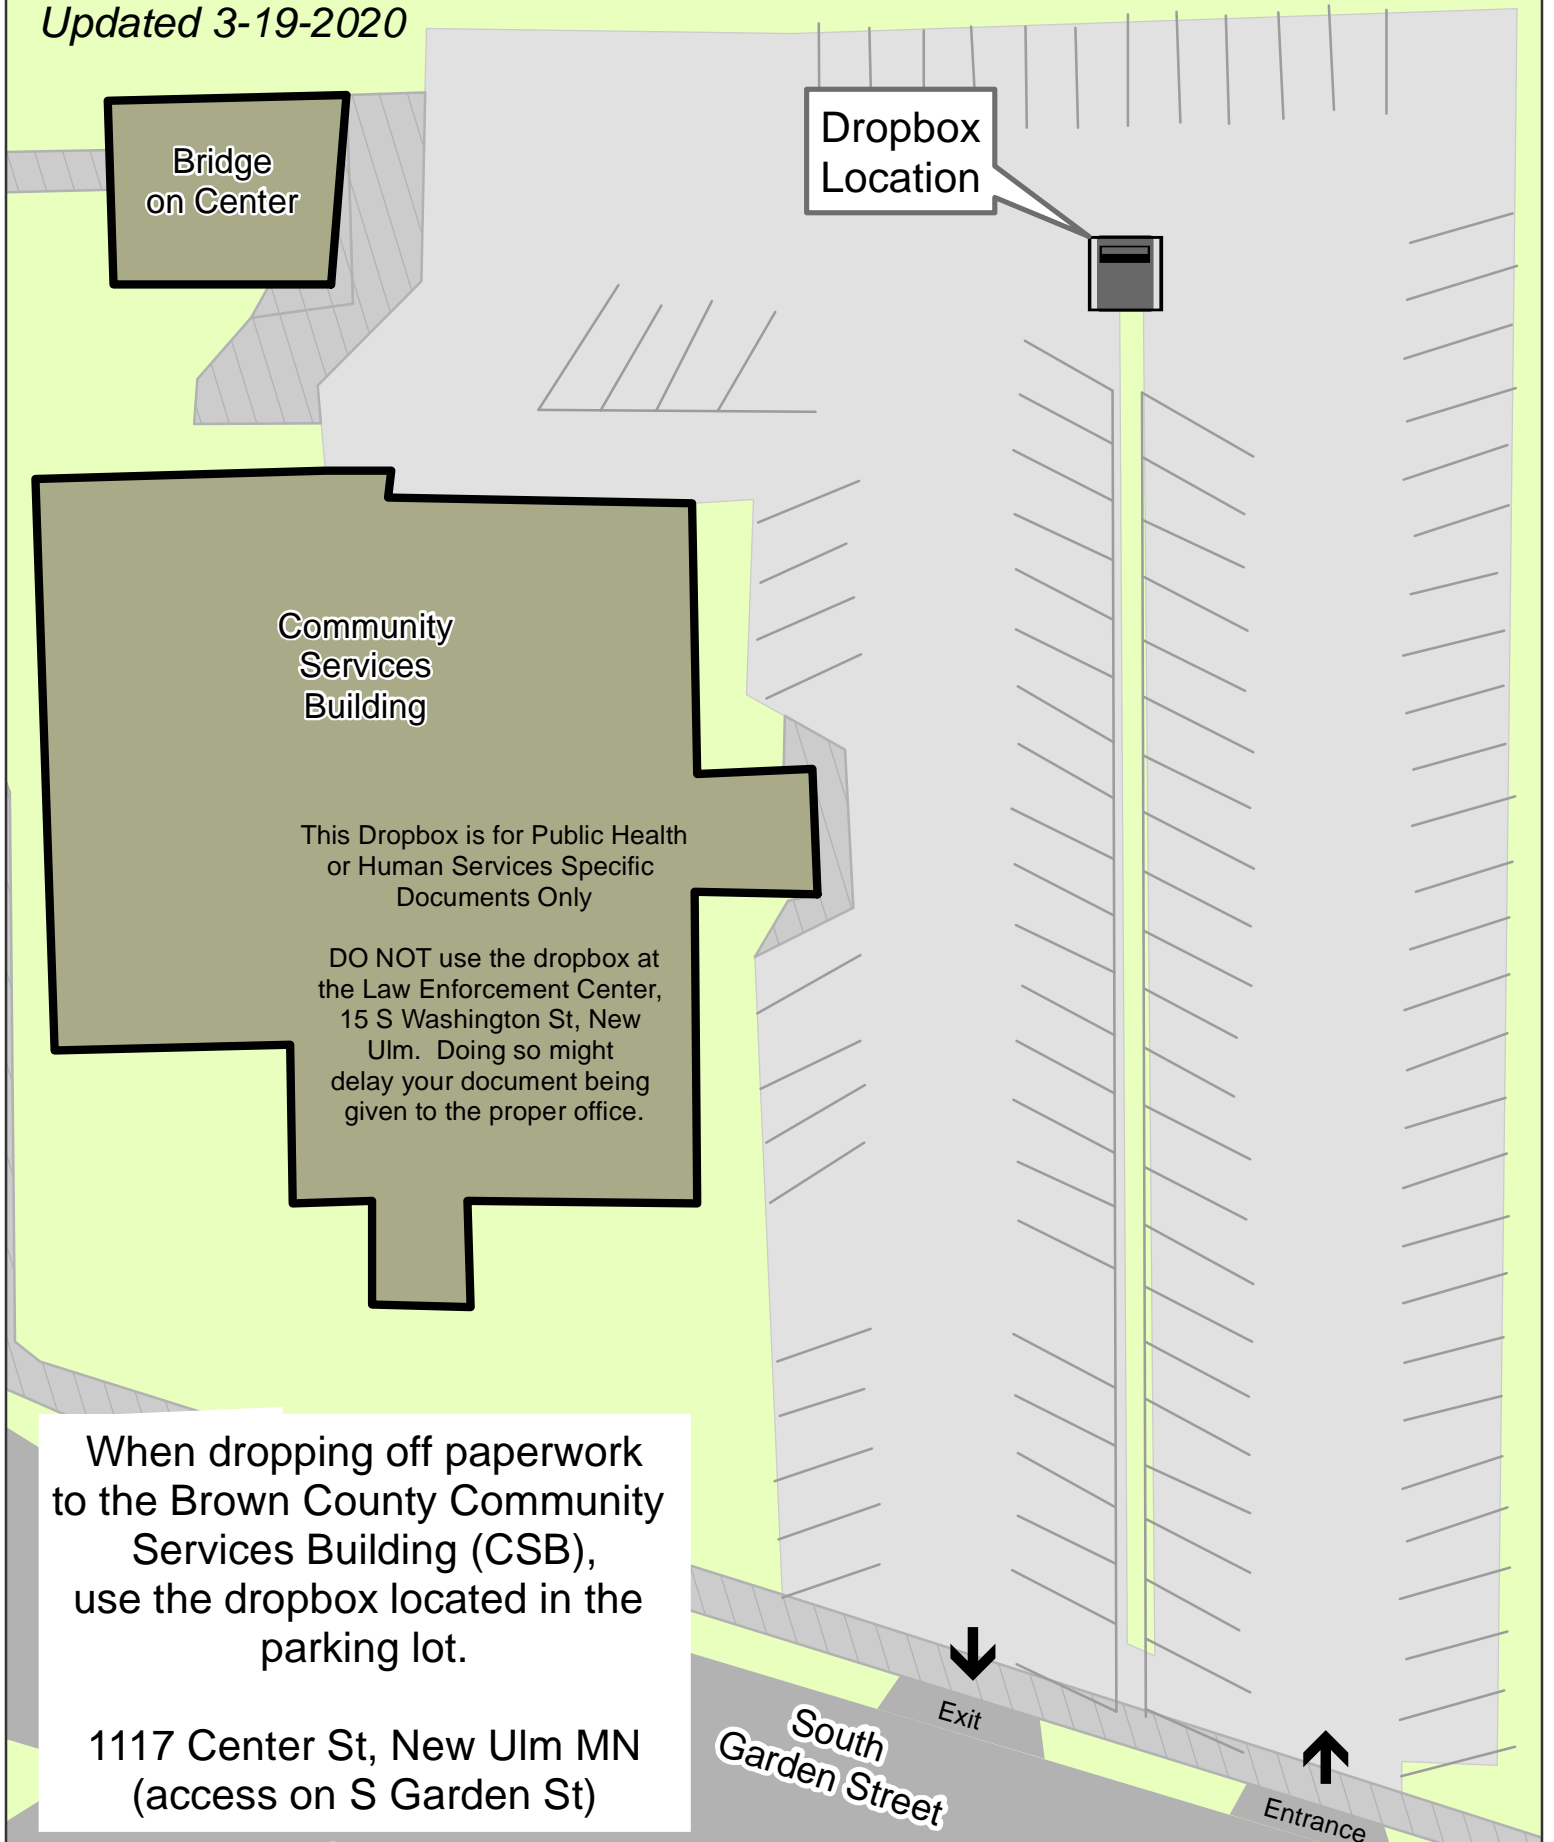 Updated 3-19-2020
Bridge
on Center
Dropbox
Location
Community
Services
Building
This Dropbox is for Public Health
or Human Services Specific
Documents Only
DO NOT use the dropbox at
the Law Enforcement Center,
15 S Washington St, New
Ulm.  Doing so might
delay your document being
given to the proper office.
When dropping off paperwork
to the Brown County Community
Services Building (CSB),
use the dropbox located in the
parking lot.
1117 Center St, New Ulm MN
(access on S Garden St)
Exit
South
Garden Street
Entrance